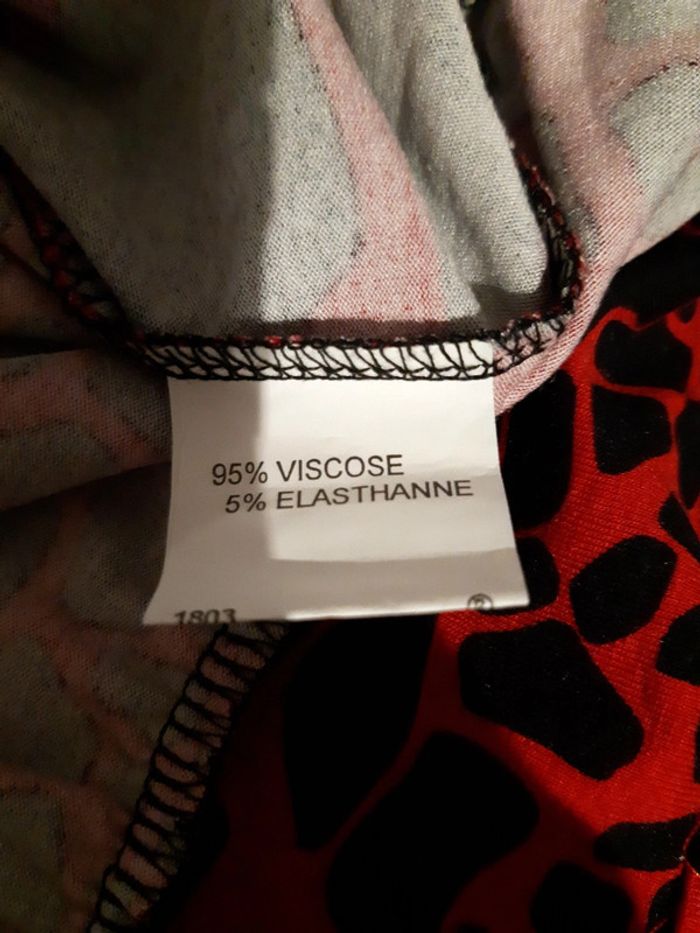 95% VISCOSE
5% ELASTHANNE
1803 ®